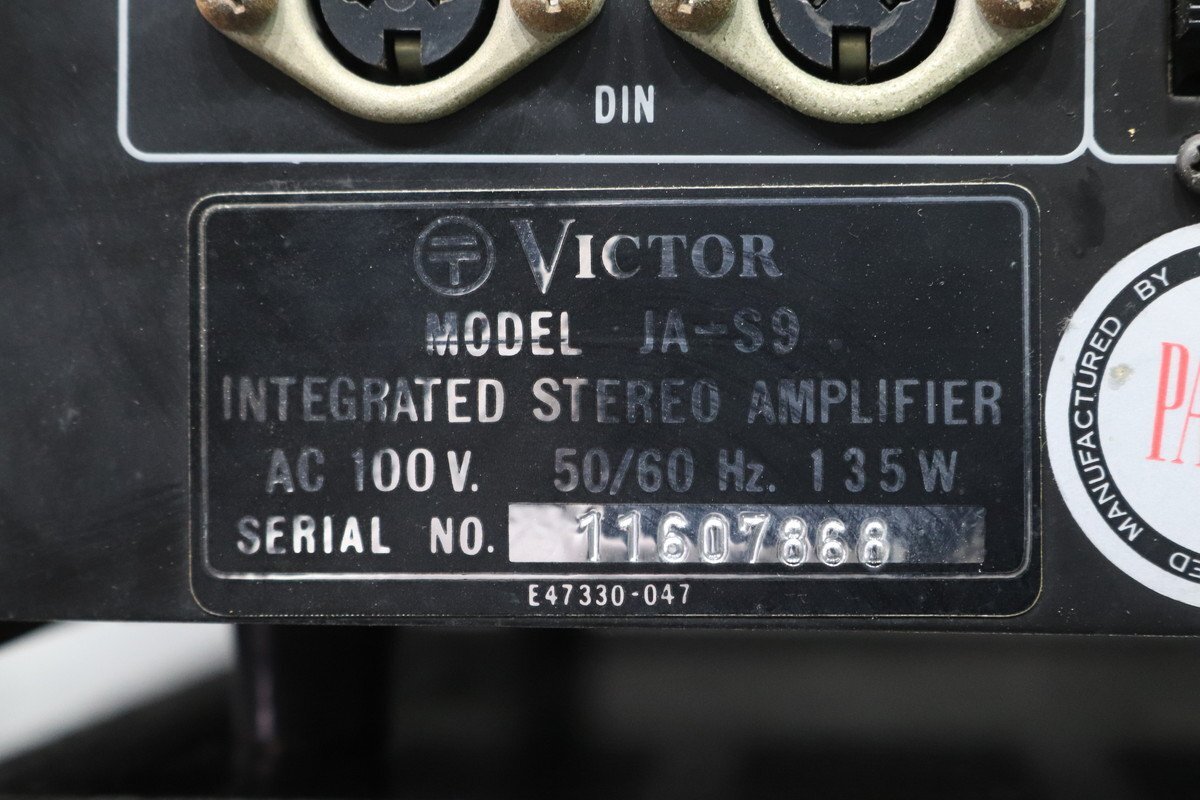 DIN
VICTOR
MODEL JA-S9
INTEGRATED STEREO AMPLIFIER
AC 100V. 50/60 Hz. 135W
SERIAL NO. 11607868
E47330-047
MANUFACTURED BY